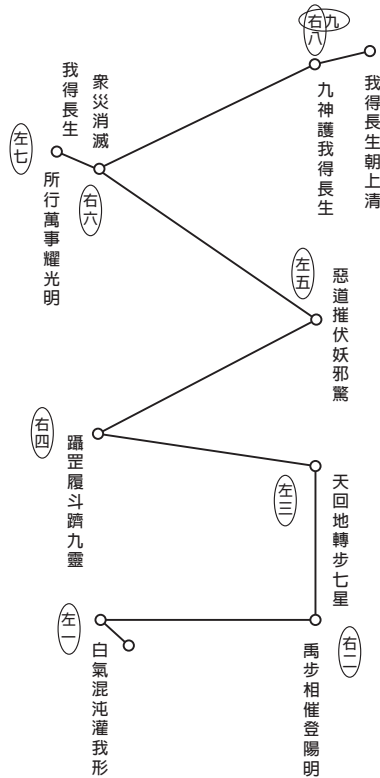 左一
白氣混沌灌我形
右二
禹步相催登陽明
左三
天回地轉步七星
右四
躡罡履斗躋九靈
左五
惡道摧伏妖邪驚
右六
眾災消滅
我得長生
左七
所行萬事耀光明
右八
九神護我得長生
九
我得長生朝上清